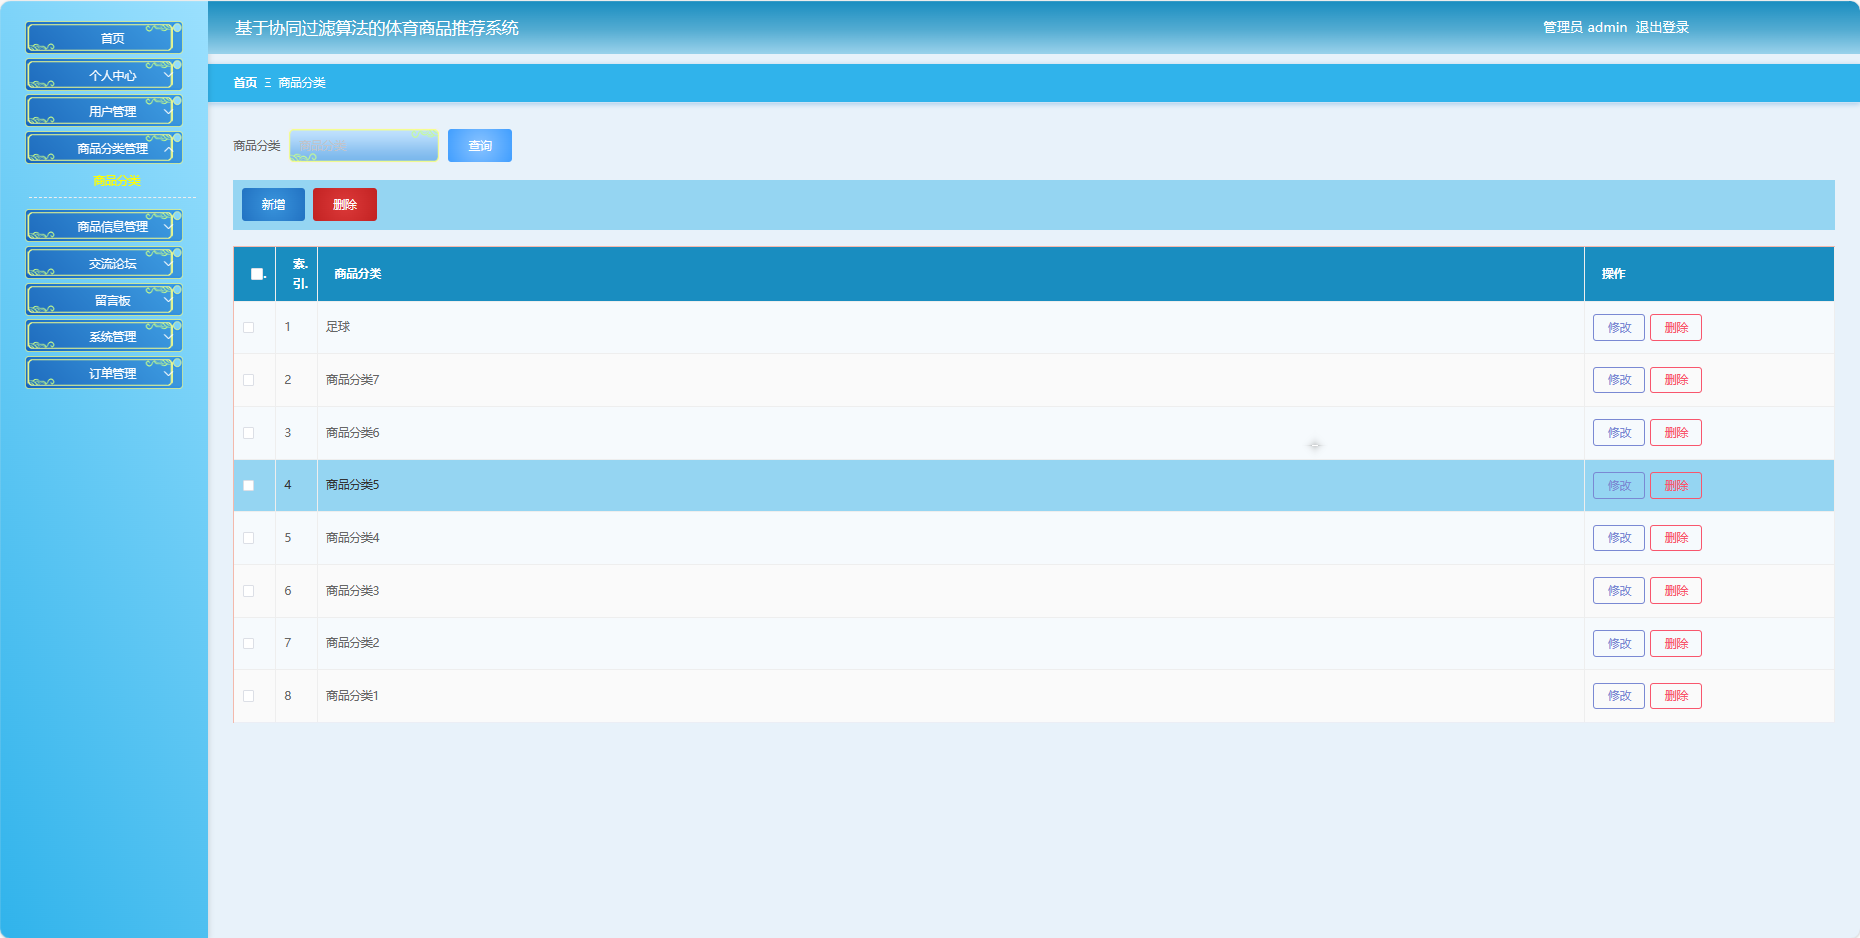 首页
个人中心
用户管理
商品分类管理
商品分类
商品信息管理
交流论坛
留言板
系统管理
订单管理
基于协同过滤算法的体育商品推荐系统
管理员 admin 退出登录
首页 Ξ 商品分类
商品分类 商品分类 查询
新增 删除
索. 引. 商品分类 操作
1 足球 修改 删除
2 商品分类7 修改 删除
3 商品分类6 修改 删除
4 商品分类5 修改 删除
5 商品分类4 修改 删除
6 商品分类3 修改 删除
7 商品分类2 修改 删除
8 商品分类1 修改 删除